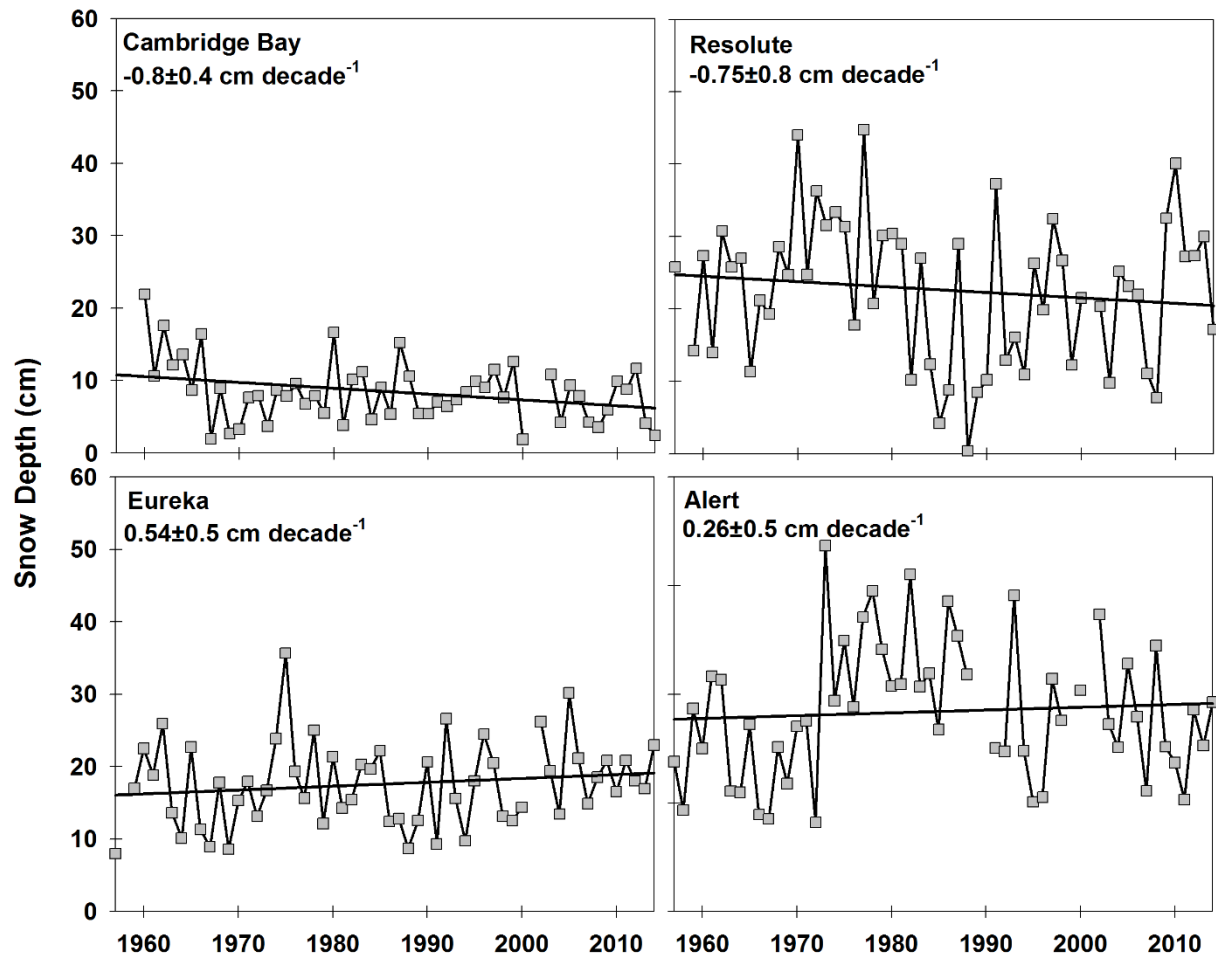 60
50
40
30
20
10
0
Cambridge Bay
-0.8±0.4 cm decade-1
Resolute
-0.75±0.8 cm decade-1
Snow Depth (cm)
60
50
40
30
20
10
0
Eureka
0.54±0.5 cm decade-1
Alert
0.26±0.5 cm decade-1
1960 1970 1980 1990 2000 2010
1960 1970 1980 1990 2000 2010